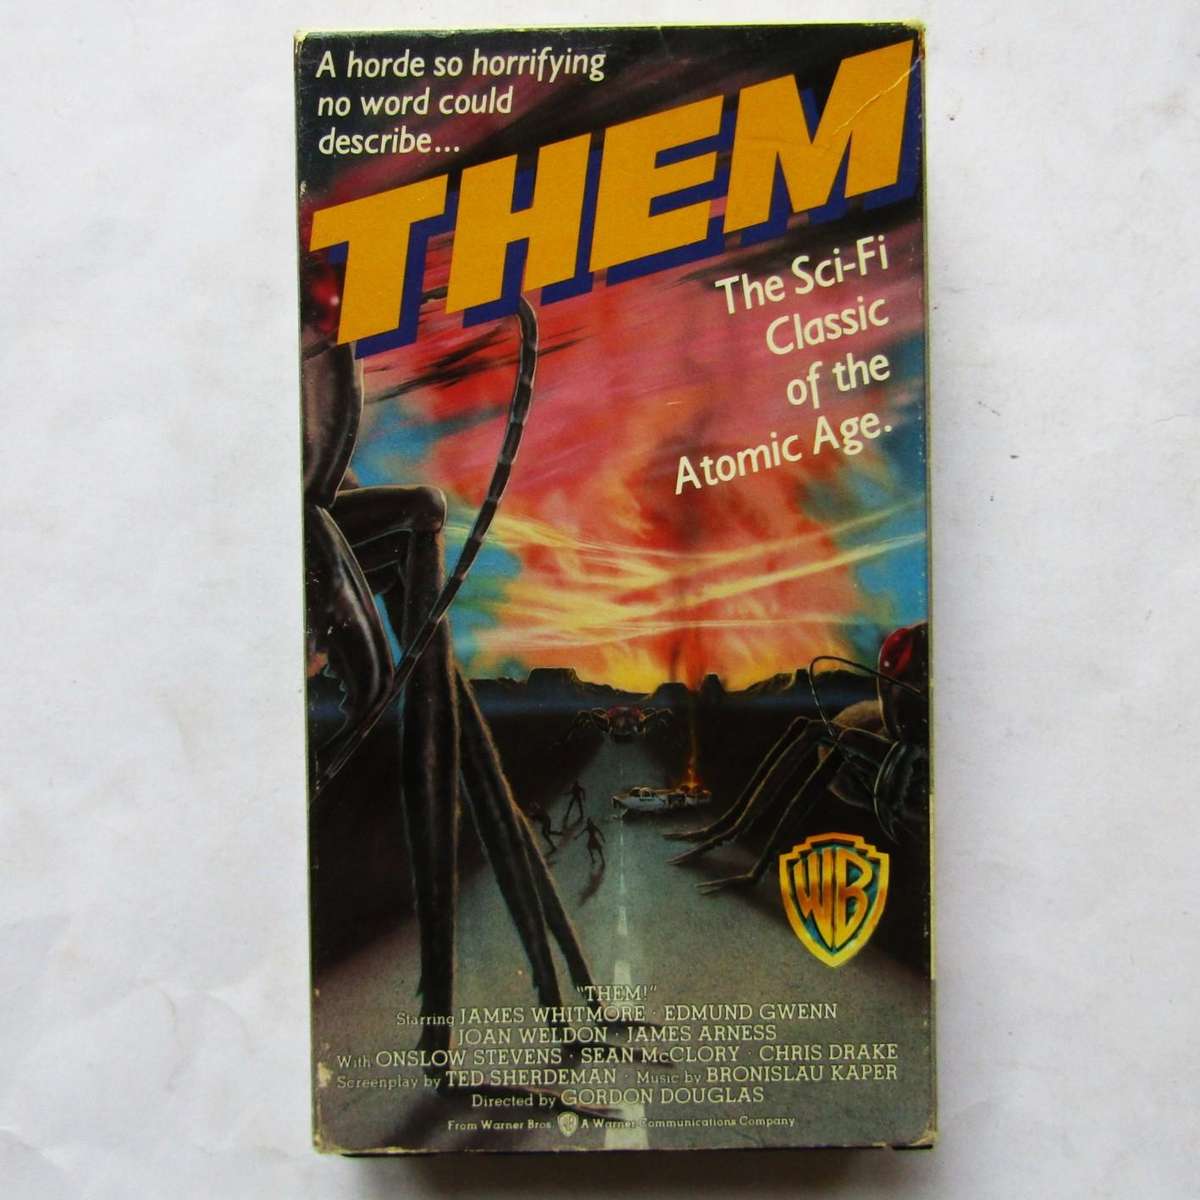 A horde so horrifying
no word could
describe...
THEM
The Sci-Fi
Classic
of the
Atomic Age.
WB
"THEM!"
Starring JAMES WHITMORE · EDMUND GWENN
JOAN WELDON · JAMES ARNESS
With ONSLOW STEVENS · SEAN McCLORY · CHRIS DRAKE
Screenplay by TED SHERDEMAN · Music by BRONISLAU KAPER
Directed by GORDON DOUGLAS
From Warner Bros. WB A Warner Communications Company